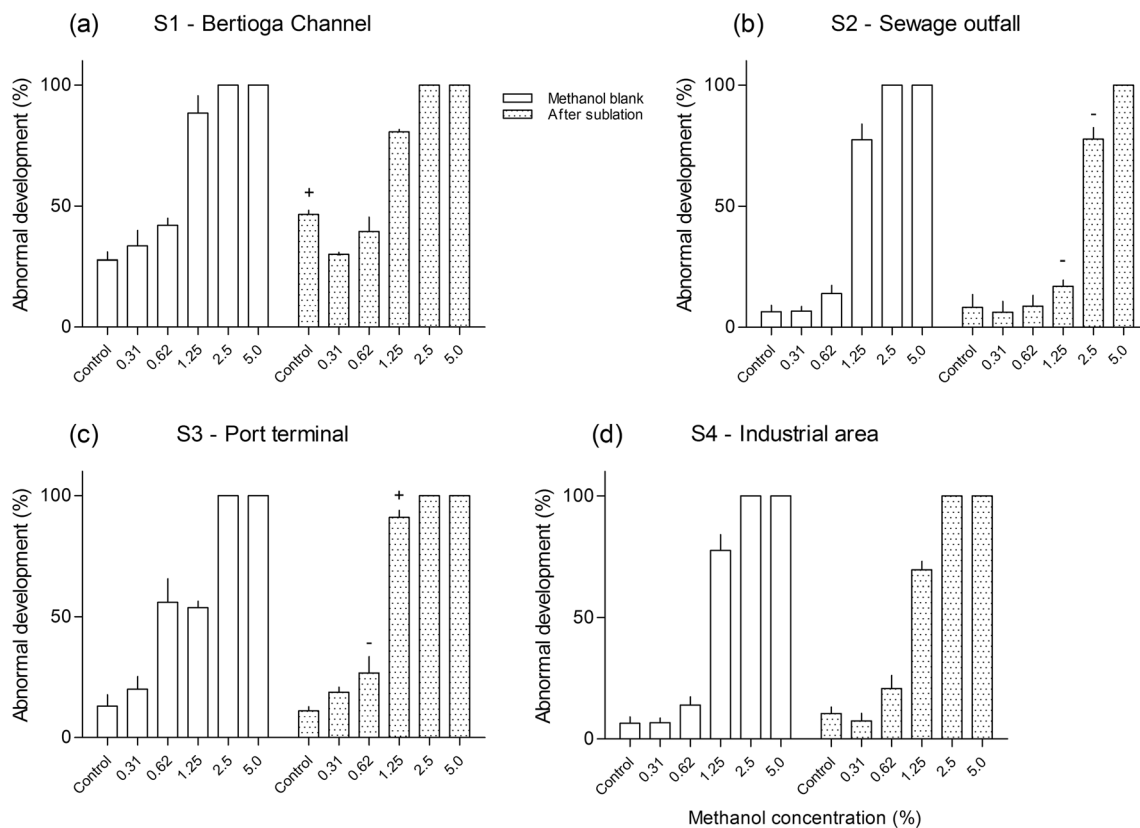 (a) S1 - Bertioga Channel
Abnormal development (%)
100
50
0
+
Control 0.31 0.62 1.25 2.5 5.0 Control 0.31 0.62 1.25 2.5 5.0
Methanol blank
After sublation
(b) S2 - Sewage outfall
Abnormal development (%)
100
50
0
- -
Control 0.31 0.62 1.25 2.5 5.0 Control 0.31 0.62 1.25 2.5 5.0
(c) S3 - Port terminal
Abnormal development (%)
100
50
0
- +
Control 0.31 0.62 1.25 2.5 5.0 Control 0.31 0.62 1.25 2.5 5.0
(d) S4 - Industrial area
Abnormal development (%)
100
50
0
Control 0.31 0.62 1.25 2.5 5.0 Control 0.31 0.62 1.25 2.5 5.0
Methanol concentration (%)